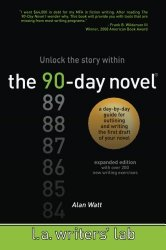 "I went $44,000 in debt for my MFA in fiction writing. After reading The
90-Day Novel I wonder why. This book will provide you with tools that are
missing from most creative writing programs."
Frank B. Wilderson III
Winner, 2008 American Book Award
Unlock the story within
the 90-day novel
89
88
87
86
85
84
a day-by-day
guide for
outlining
and writing
the first draft
of your novel
expanded edition
with over 200
new writing exercises
Alan Watt
l.a. writers' lab